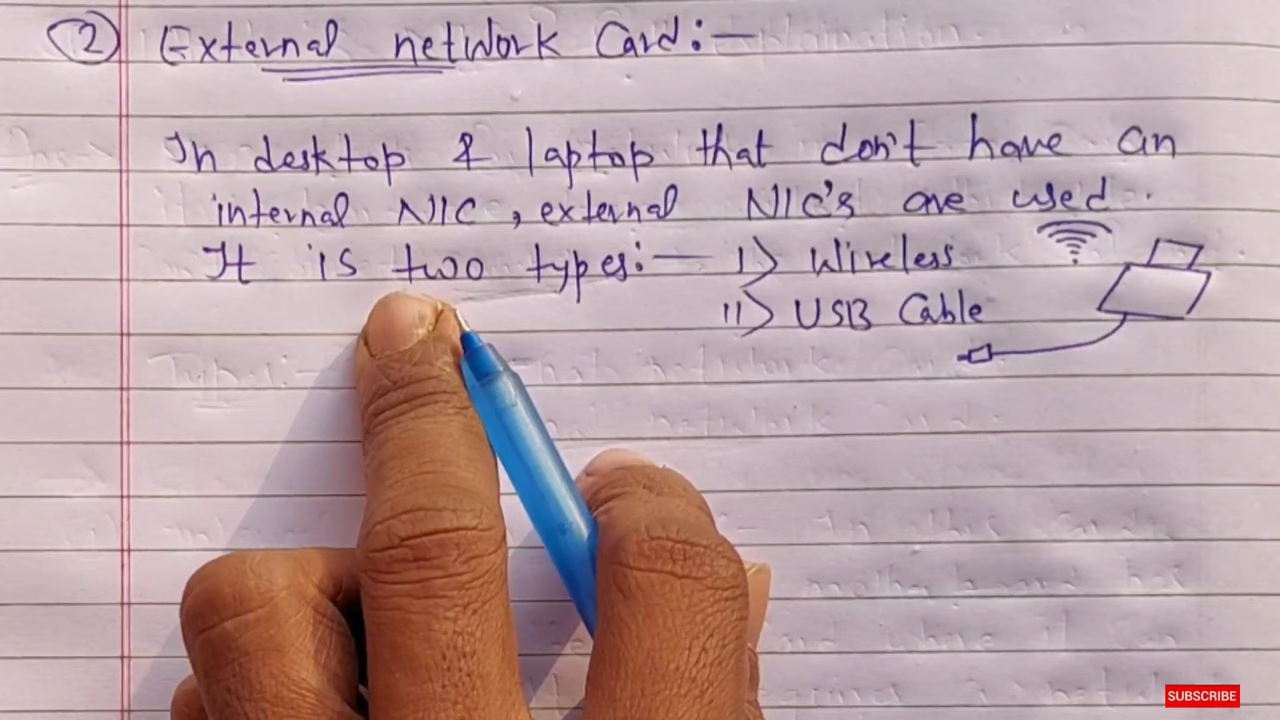 ② External network Card:—
In desktop & laptop that don't have an
internal NIC, external NIC's are used.
It is two types:— i> Wireless
ii> USB Cable
SUBSCRIBE